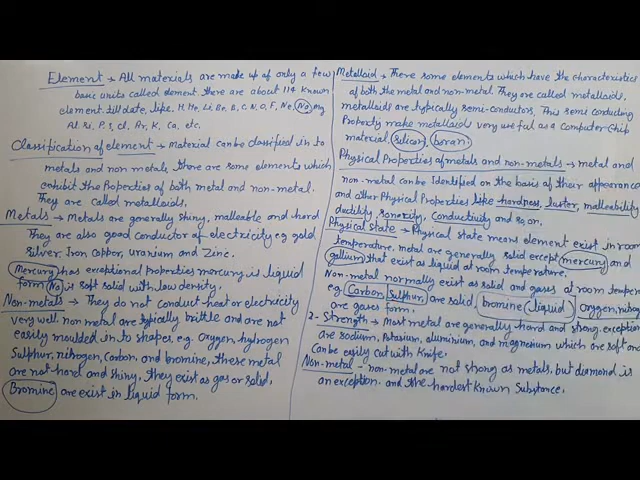 Element → All materials are make up of only a few
basic units called element. there are about 114 known
element till date, like, H, He, Li, Be, B, C, N, O, F, Ne, Na, mg
Al. si, P, S, cl, Ar, K, Ca, etc.
Classification of element → Material can be classified in to
metals and non metals, there are some elements which
exhibit the Properties of both metal and non-metal.
They are called metalloids.
Metals → Metals are generally shiny, malleable and hard
They are also good Conductor of electricity e.g gold
silver. Iron Copper, uranium and Zinc.
Mercury has exceptional properties mercury is liquid
form Na is soft solid with low density.
Non-metals → They do not conduct heat or electricity
very well non metal are typically brittle and are not
easily moulded in to shapes e.g. Oxygen, hydrogen
Sulphur, nitrogen, Carbon, and bromine, these metal
are not hard and shiny, they exist as gas or solid,
Bromine are exist in liquid form.
Metalloid → There some elements which have the characteristics
of both the metal and non-metal. They are called metalloids.
metalloids are typically semi-conductors, This semi conducting
Property make metalloids very useful as a Computer Chip
material, silicon, boran.
Physical Properties of metals and non-metals → metal and
non-metal can be Identified on the basis of their appearance
and other Physical Properties like hardness, luster, malleability,
ductility, sonority, Conductivity and so on.
Physical State → Physical state means element exist in room
temperature. metal are generally solid except mercury and
gallium that exist as liquid at room temperature.
Non-metal normally exist as solid and gases at room temper
e.g. Carbon, Sulphur are solid, bromine liquid, oxygen, nitrog
are gases form.
2- Strength → Most metal are generally hand and strong. exception
are sodium, Potasium, aluminium, and magnesium which are soft and
Can be easily cut with Knife.
Non-metal - non-metal are not strong as metals, but diamond is
an exception. and the hardest Known Substance.